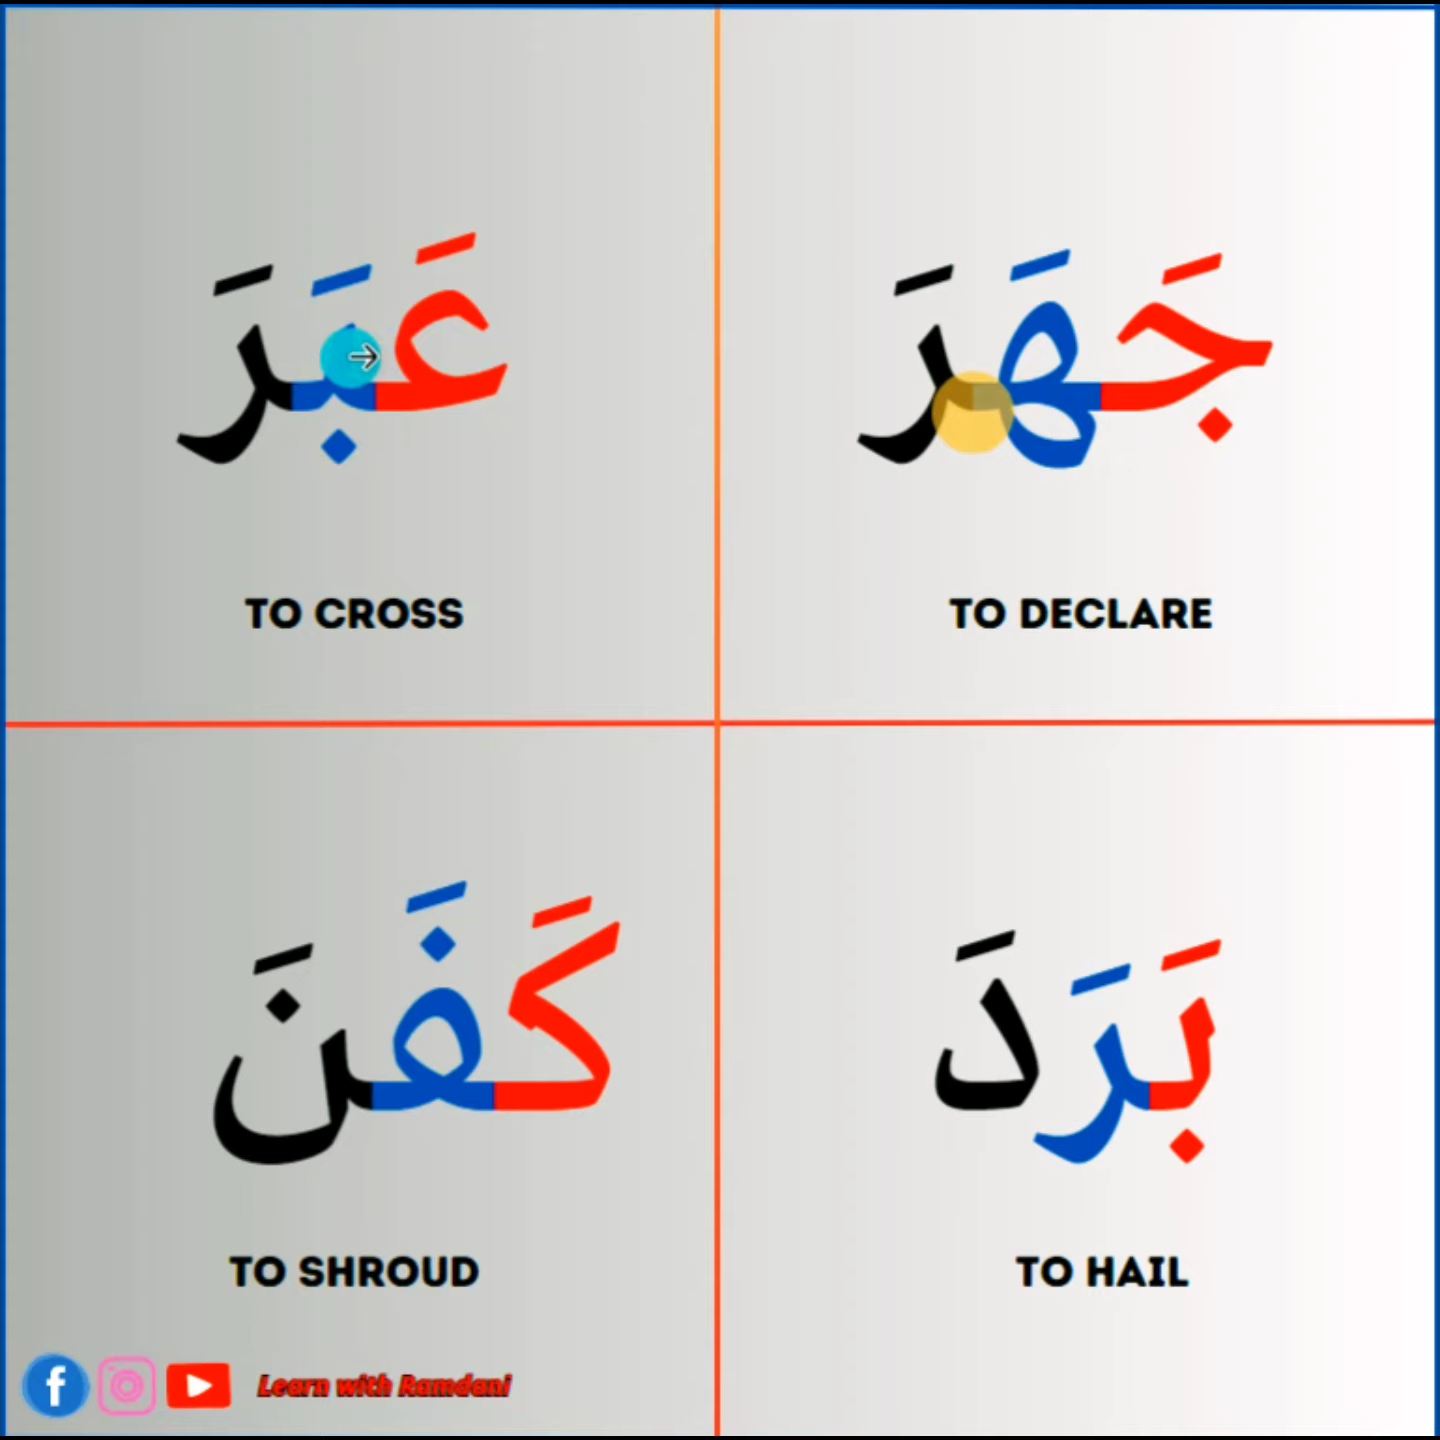 عَبَرَ
TO CROSS
جَهَرَ
TO DECLARE
كَفَنَ
TO SHROUD
بَرَدَ
TO HAIL
Learn with Ramdani